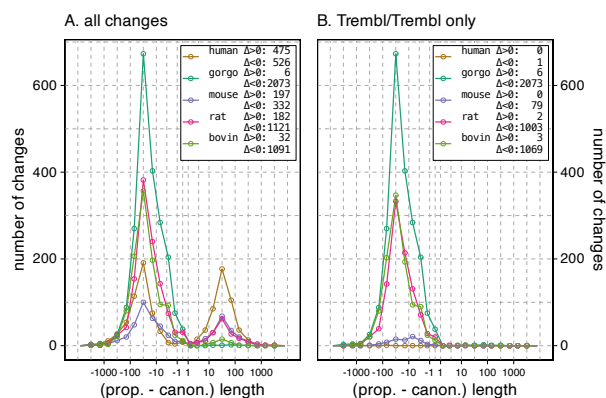 A. all changes
B. Trembl/Trembl only
human Δ>0: 475
Δ<0: 526
gorgo Δ>0: 6
Δ<0:2073
mouse Δ>0: 197
Δ<0: 332
rat Δ>0: 182
Δ<0:1121
bovin Δ>0: 32
Δ<0:1091
human Δ>0: 0
Δ<0: 1
gorgo Δ>0: 6
Δ<0:2073
mouse Δ>0: 0
Δ<0: 79
rat Δ>0: 2
Δ<0:1003
bovin Δ>0: 3
Δ<0:1069
600
400
200
0
number of changes
600
400
200
0
number of changes
-1000 -100 -10 -1 1 10 100 1000
-1000 -100 -10 -1 1 10 100 1000
(prop. - canon.) length
(prop. - canon.) length